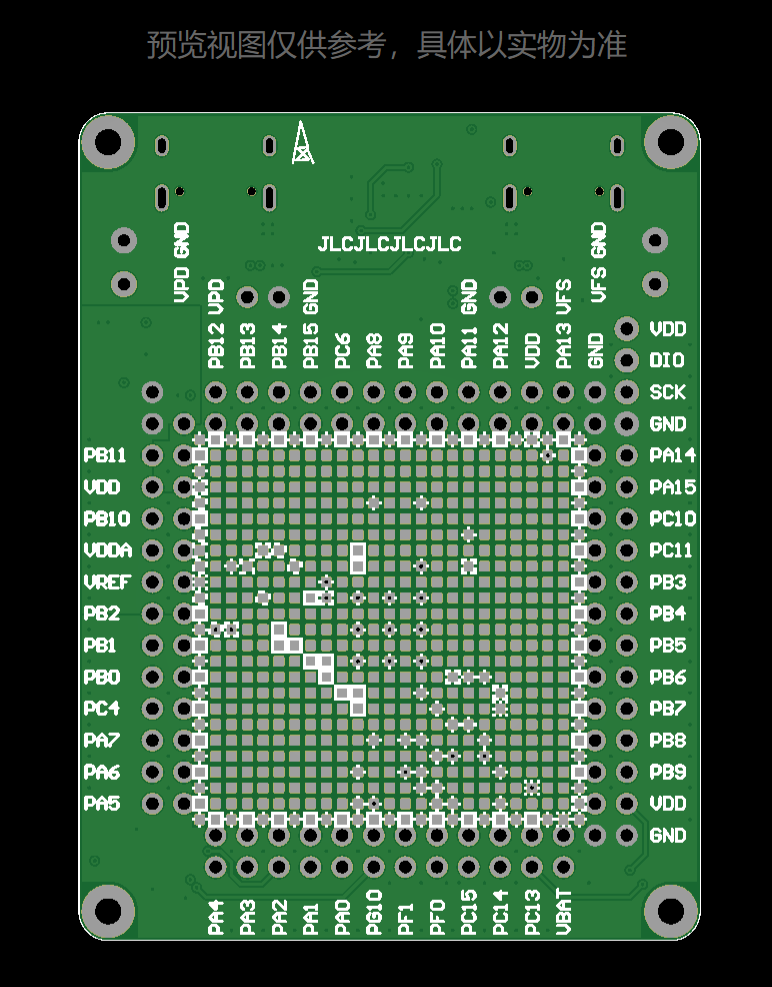 预览视图仅供参考，具体以实物为准
GND
VPD
JLCJLCJLCJLC
GND
VFS
VPD
GND
GND
VFS
PB12
PB13
PB14
PB15
PC6
PA8
PA9
PA10
PA11
PA12
VDD
PA13
GND
VDD
DIO
SCK
GND
PB11
PA14
VDD
PA15
PB10
PC10
VDDA
PC11
VREF
PB3
PB2
PB4
PB1
PB5
PB0
PB6
PC4
PB7
PA7
PB8
PA6
PB9
PA5
VDD
GND
PA4
PA3
PA2
PA1
PA0
PG10
PF1
PF0
PC15
PC14
PC13
VBAT